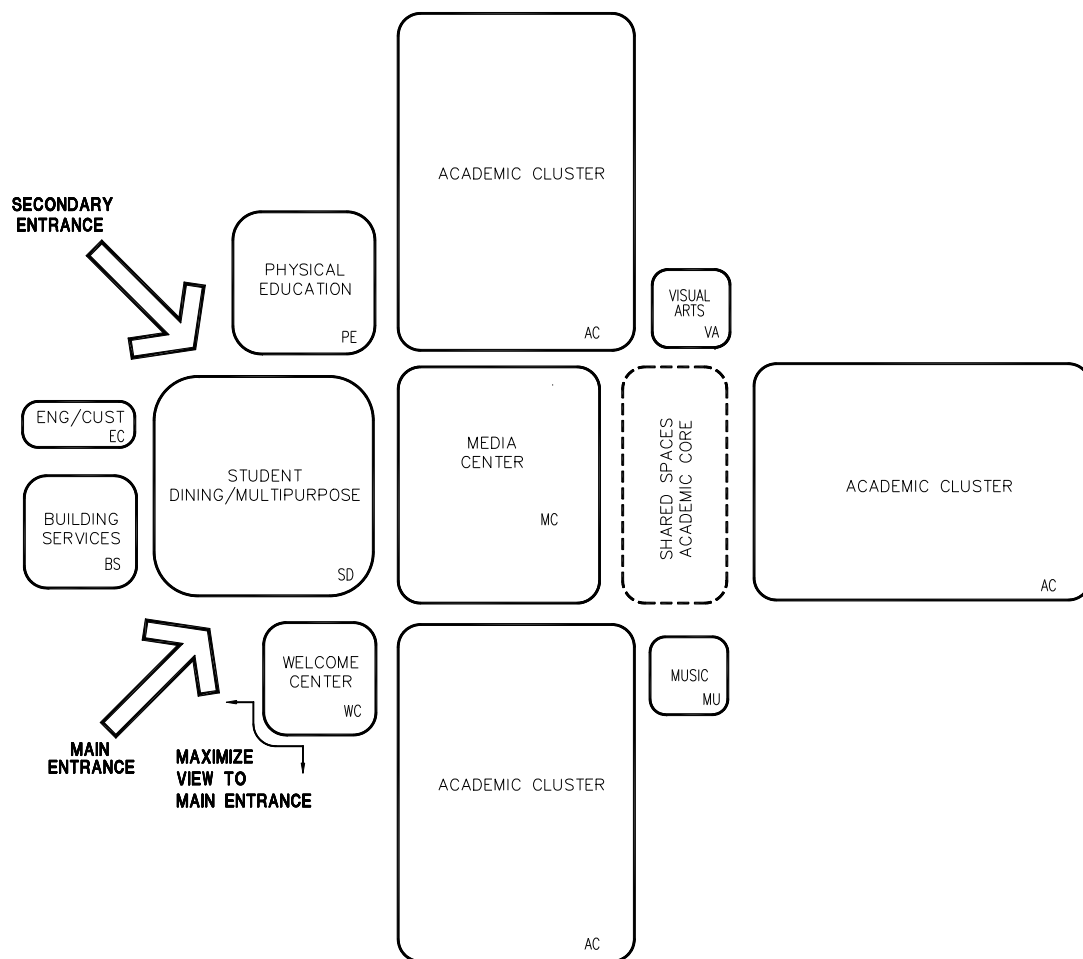 ACADEMIC CLUSTER
AC
SECONDARY
ENTRANCE
PHYSICAL
EDUCATION
PE
VISUAL
ARTS
VA
ENG/CUST
EC
STUDENT
DINING/MULTIPURPOSE
SD
MEDIA
CENTER
MC
SHARED SPACES
ACADEMIC CORE
ACADEMIC CLUSTER
AC
BUILDING
SERVICES
BS
WELCOME
CENTER
WC
MUSIC
MU
MAIN
ENTRANCE
MAXIMIZE
VIEW TO
MAIN ENTRANCE
ACADEMIC CLUSTER
AC